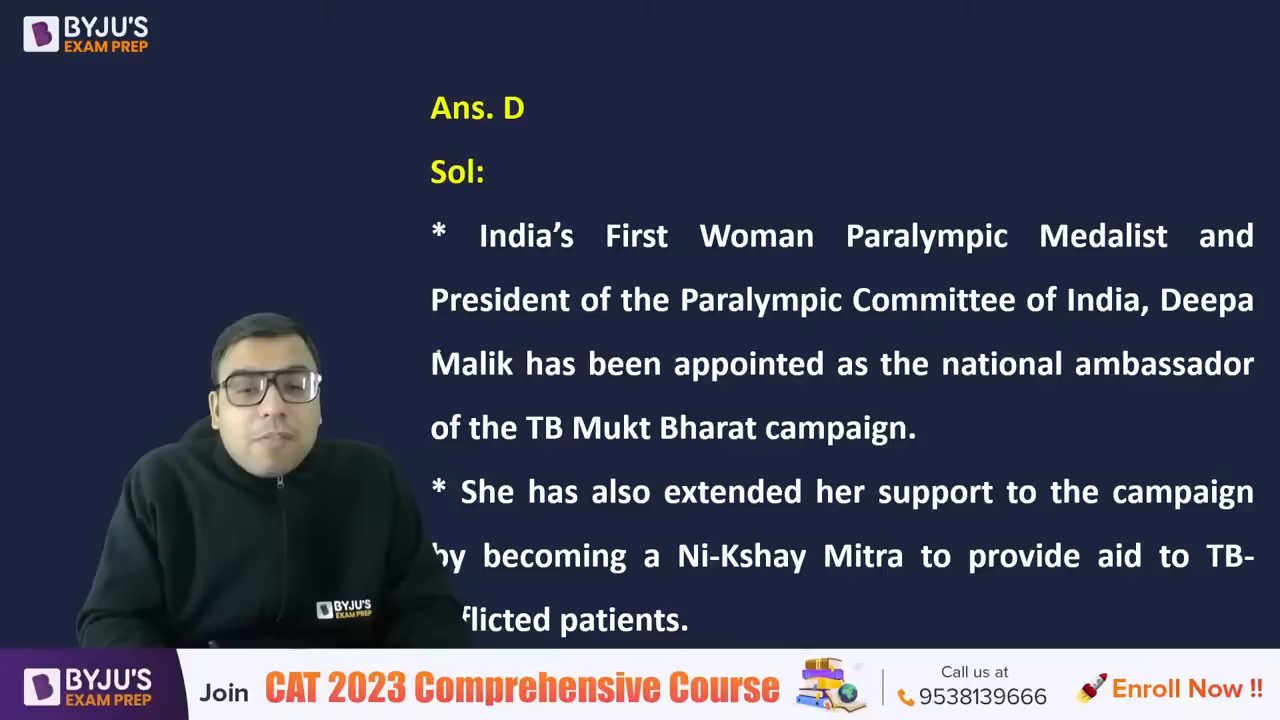 BYJU'S
EXAM PREP
Ans. D
Sol:
* India’s First Woman Paralympic Medalist and
President of the Paralympic Committee of India, Deepa
Malik has been appointed as the national ambassador
of the TB Mukt Bharat campaign.
* She has also extended her support to the campaign
by becoming a Ni-Kshay Mitra to provide aid to TB-
flicted patients.
BYJU'S
EXAM PREP
BYJU'S
EXAM PREP
Join CAT 2023 Comprehensive Course
Call us at
9538139666
Enroll Now !!